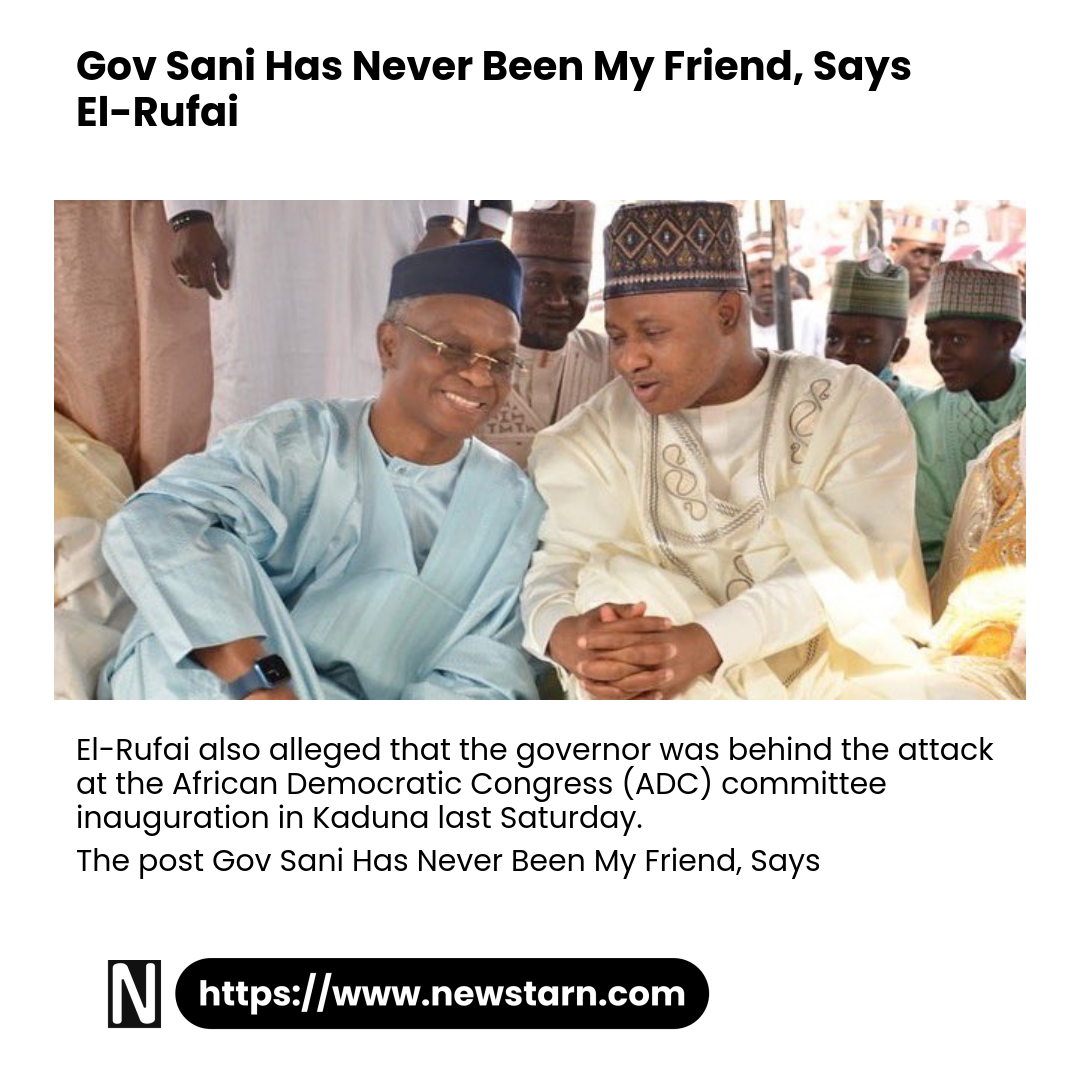 Gov Sani Has Never Been My Friend, Says
El-Rufai
El-Rufai also alleged that the governor was behind the attack
at the African Democratic Congress (ADC) committee
inauguration in Kaduna last Saturday.
The post Gov Sani Has Never Been My Friend, Says
N
https://www.newstarn.com